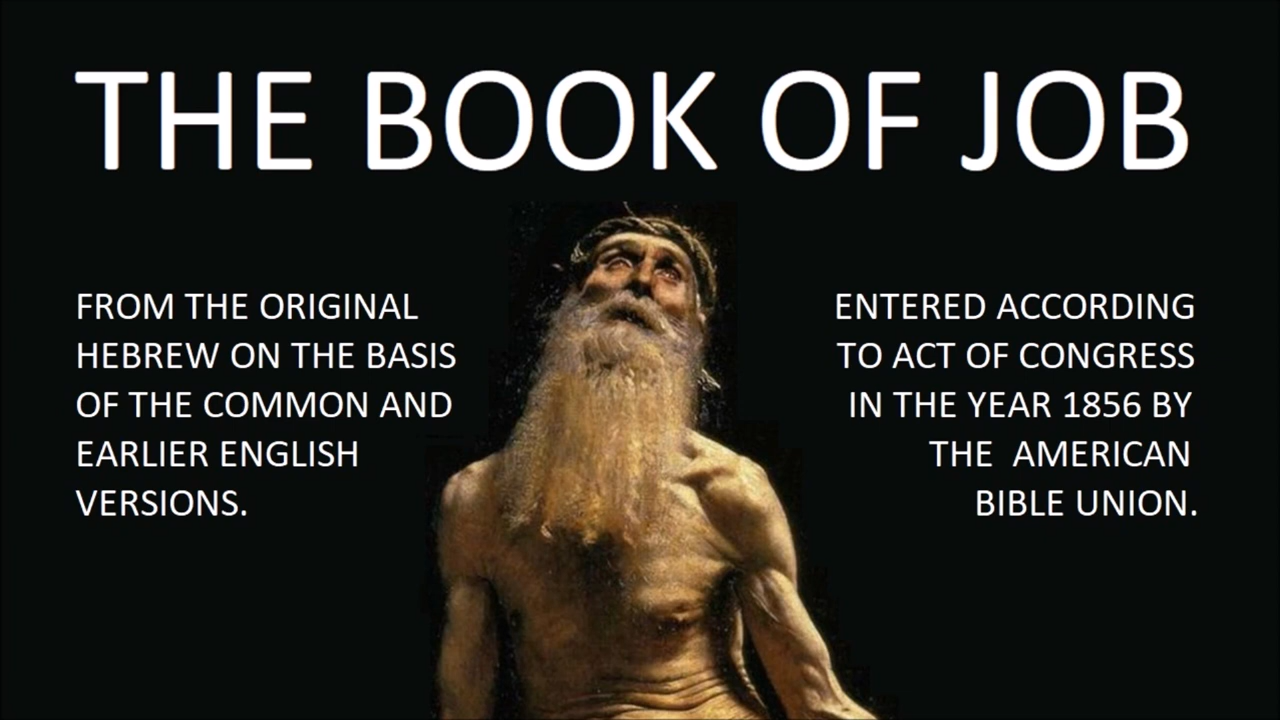 THE BOOK OF JOB
FROM THE ORIGINAL
HEBREW ON THE BASIS
OF THE COMMON AND
EARLIER ENGLISH
VERSIONS.
ENTERED ACCORDING
TO ACT OF CONGRESS
IN THE YEAR 1856 BY
THE AMERICAN
BIBLE UNION.